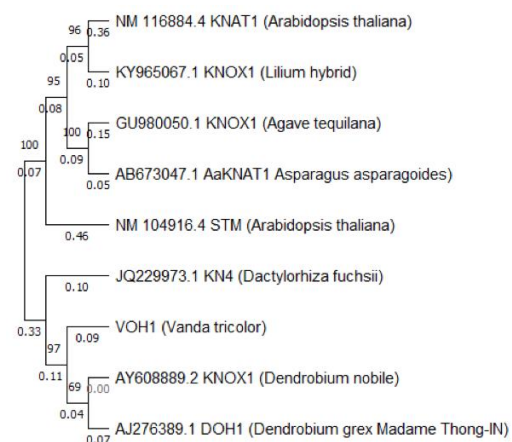 NM 116884.4 KNAT1 (Arabidopsis thaliana)
96
0.36
0.05
KY965067.1 KNOX1 (Lilium hybrid)
95
0.10
0.08
GU980050.1 KNOX1 (Agave tequilana)
100
0.15
0.09
AB673047.1 AaKNAT1 Asparagus asparagoides)
100
0.05
0.07
NM 104916.4 STM (Arabidopsis thaliana)
0.46
JQ229973.1 KN4 (Dactylorhiza fuchsii)
0.10
0.33
VOH1 (Vanda tricolor)
97
0.09
0.11
AY608889.2 KNOX1 (Dendrobium nobile)
69
0.00
0.04
AJ276389.1 DOH1 (Dendrobium grex Madame Thong-IN)
0.07